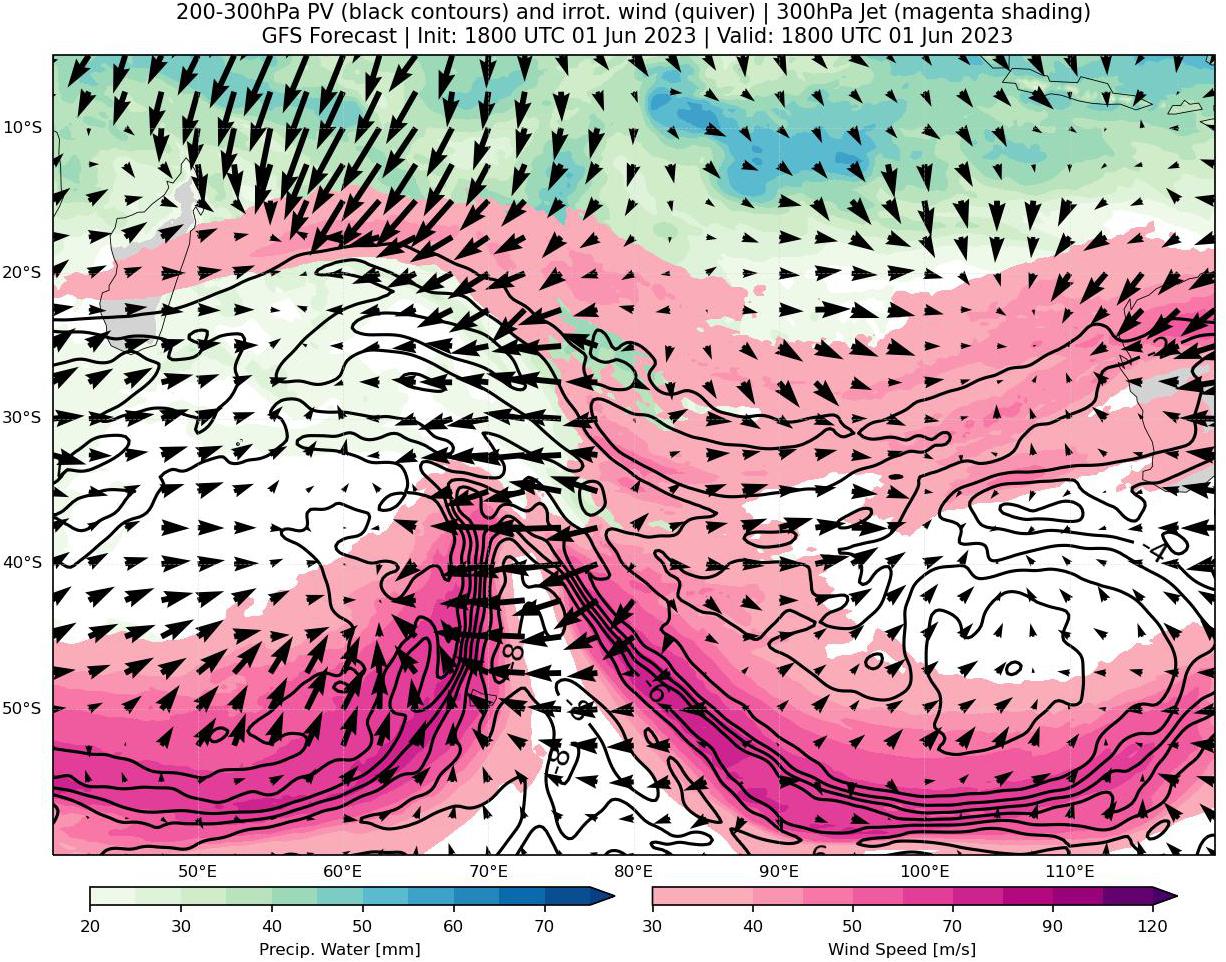 200-300hPa PV (black contours) and irrot. wind (quiver) | 300hPa Jet (magenta shading)
GFS Forecast | Init: 1800 UTC 01 Jun 2023 | Valid: 1800 UTC 01 Jun 2023
10°S
20°S
-2
30°S
40°S
-4
-8
0
0
50°S
-6
-8
-8
50°E 60°E 70°E 80°E 90°E 100°E 110°E
20 30 40 50 60 70
30 40 50 70 90 120
Precip. Water [mm]
Wind Speed [m/s]